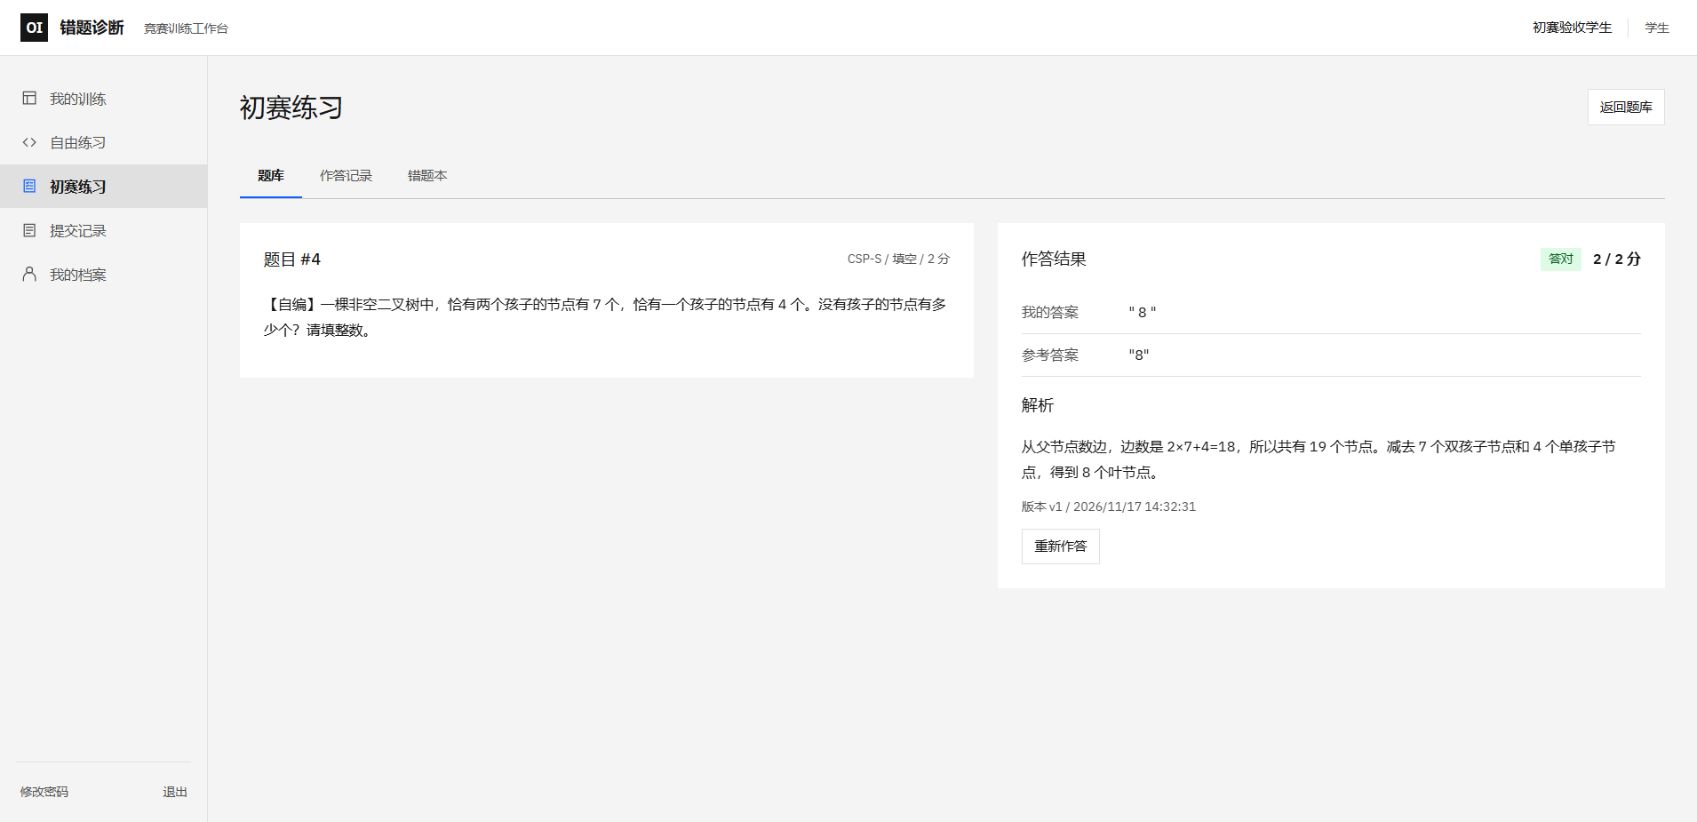 OI 错题诊断 竞赛训练工作台
初赛验收学生 学生
我的训练
自由练习
初赛练习
提交记录
我的档案
修改密码 退出
初赛练习
返回题库
题库 作答记录 错题本
题目 #4
CSP-S / 填空 / 2 分
【自编】一棵非空二叉树中，恰有两个孩子的节点有 7 个，恰有一个孩子的节点有 4 个。没有孩子的节点有多
少个？请填整数。
作答结果
答对 2 / 2 分
我的答案 " 8 "
参考答案 "8"
解析
从父节点数边，边数是 2×7+4=18，所以共有 19 个节点。减去 7 个双孩子节点和 4 个单孩子节
点，得到 8 个叶节点。
版本 v1 / 2026/11/17 14:32:31
重新作答